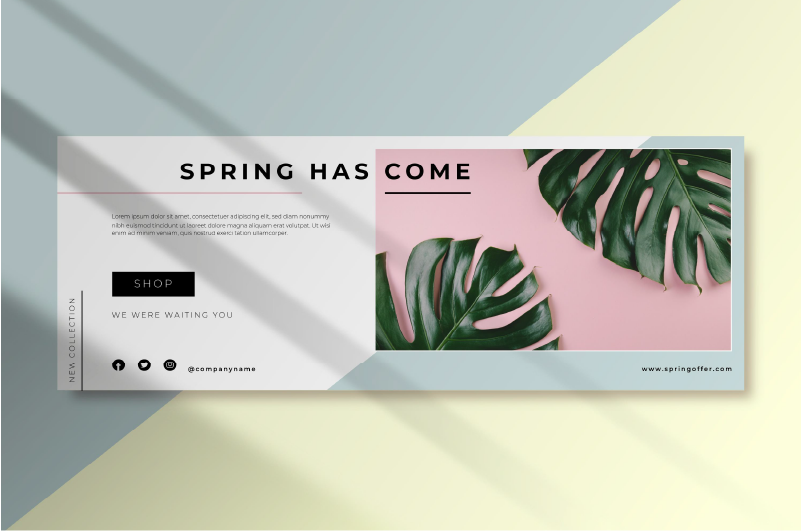 SPRING HAS COME
Lorem ipsum dolor sit amet, consectetuer adipiscing elit, sed diam nonummy
nibh euismod tincidunt ut laoreet dolore magna aliquam erat volutpat. Ut wisi
enim ad minim veniam, quis nostrud exerci tation ullamcorper.
SHOP
WE WERE WAITING YOU
NEW COLLECTION
@companyname
www.springoffer.com